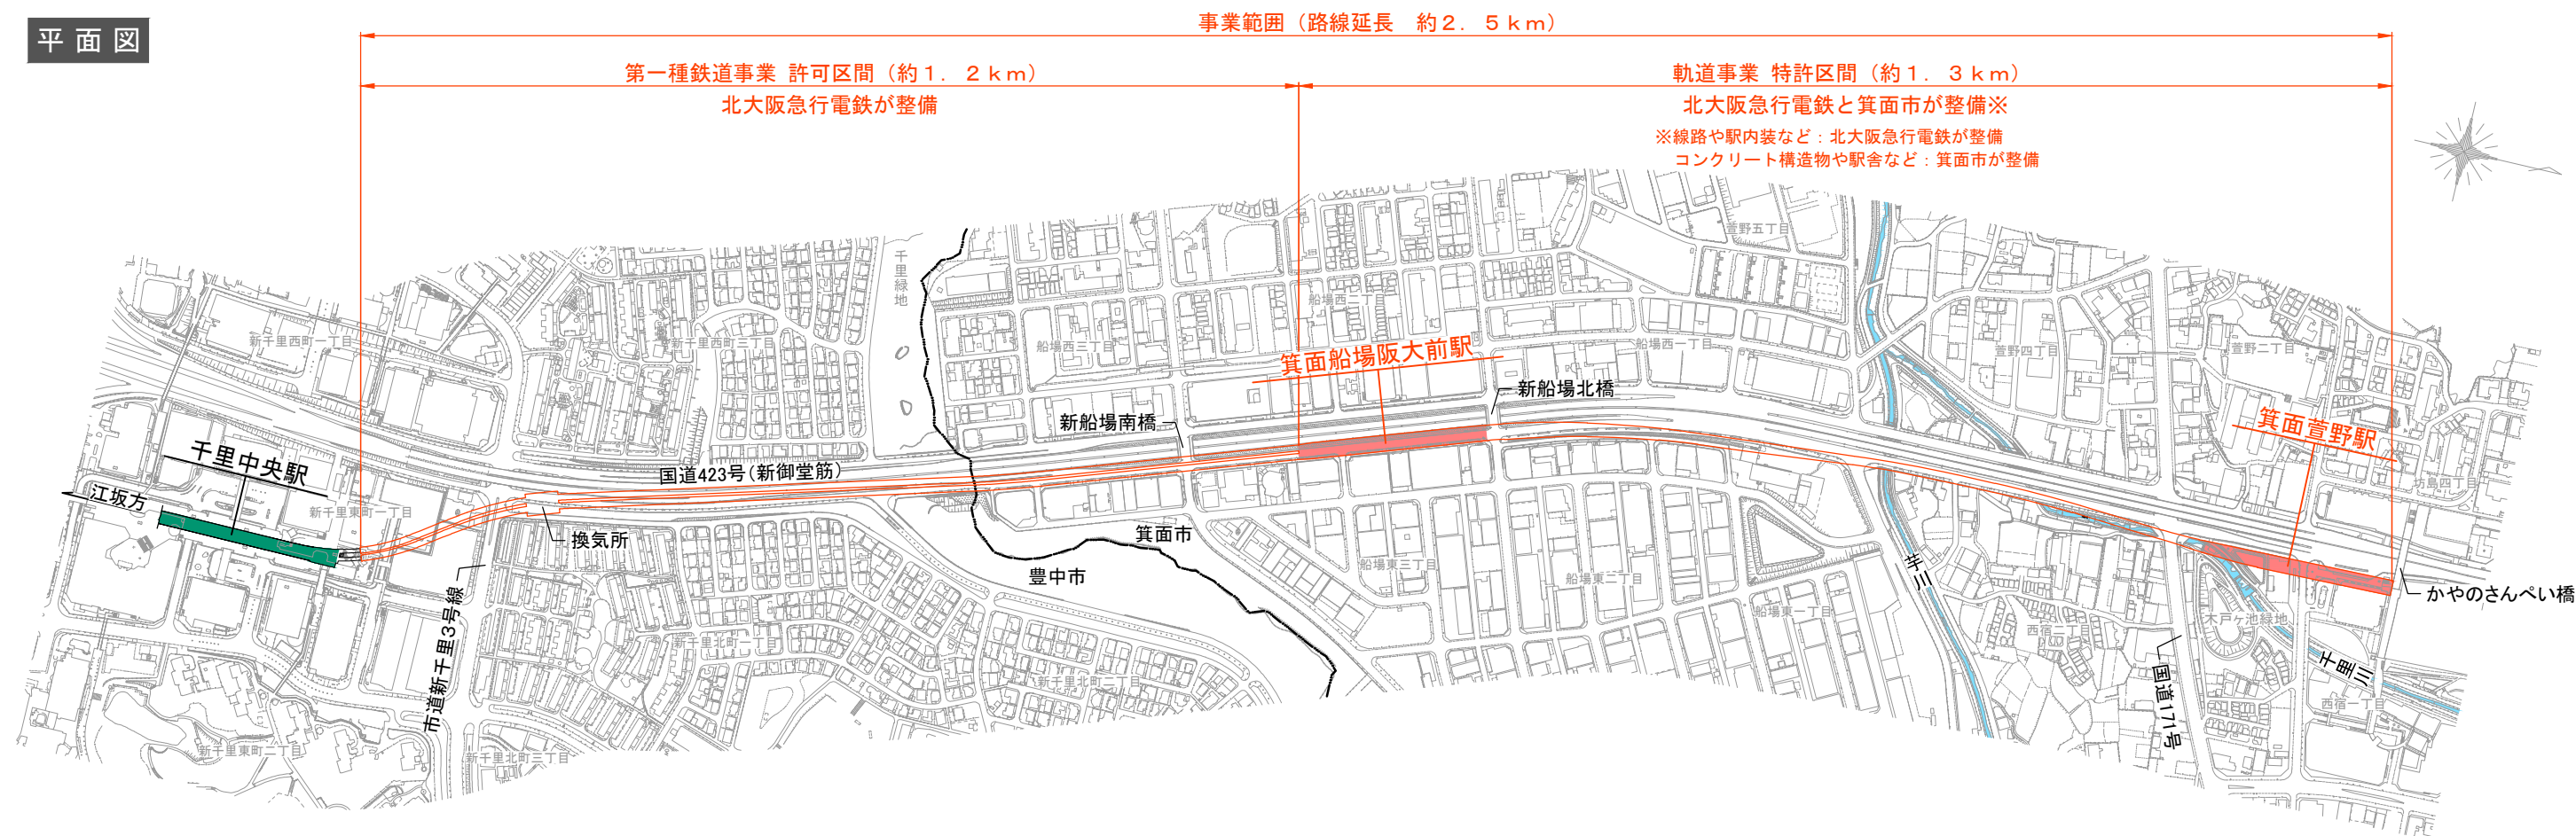 平面図
事業範囲（路線延長　約２．５ｋｍ）
第一種鉄道事業 許可区間（約１．２ｋｍ）
北大阪急行電鉄が整備
軌道事業 特許区間（約１．３ｋｍ）
北大阪急行電鉄と箕面市が整備※
※線路や駅内装など：北大阪急行電鉄が整備
コンクリート構造物や駅舎など：箕面市が整備
千里緑地
萱野五丁目
船場西二丁目
新千里西町一丁目
新千里西町三丁目
船場西三丁目
箕面船場阪大前駅
船場西一丁目
萱野四丁目
萱野二丁目
新船場南橋
新船場北橋
箕面萱野駅
千里中央駅
国道423号(新御堂筋)
江坂方
新千里東町一丁目
坊島四丁目
換気所
箕面市
豊中市
船場東三丁目
船場東二丁目
船場東一丁目
芋川
かやのさんぺい橋
市道新千里3号線
新千里北町一丁目
新千里北町二丁目
西宿二丁目
木戸ヶ池緑地
千里川
国道171号
西宿一丁目
新千里東町二丁目
新千里北町三丁目